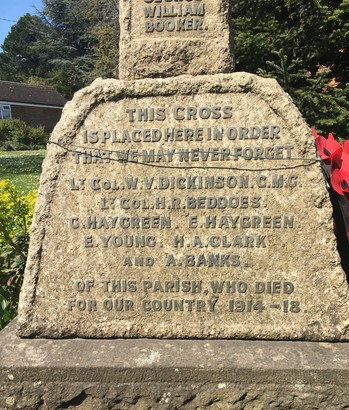 WILLIAM
BOOKER.
THIS CROSS
IS PLACED HERE IN ORDER
THAT WE MAY NEVER FORGET
LT COL. W. V. DICKINSON. C.M.G.
LT COL. H. R. BEDDOES.
C. HAYGREEN. E. HAYGREEN.
E. YOUNG. H. A. CLARK
AND A. BANKS.
OF THIS PARISH, WHO DIED
FOR OUR COUNTRY 1914-18.